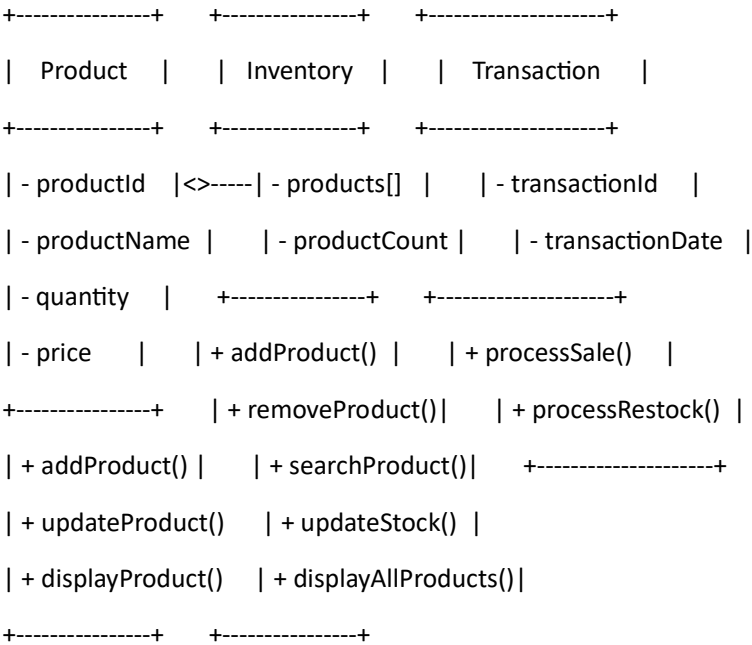 +----------------+ +----------------+ +---------------------+
| Product | | Inventory | | Transaction |
+----------------+ +----------------+ +---------------------+
| - productId |<>-----| - products[] | | - transactionId |
| - productName | | - productCount | | - transactionDate |
| - quantity | +----------------+ +---------------------+
| - price | | + addProduct() | | + processSale() |
+----------------+ | + removeProduct()| | + processRestock() |
| + addProduct() | | + searchProduct()| +---------------------+
| + updateProduct() | + updateStock() |
| + displayProduct() | + displayAllProducts()|
+----------------+ +----------------+